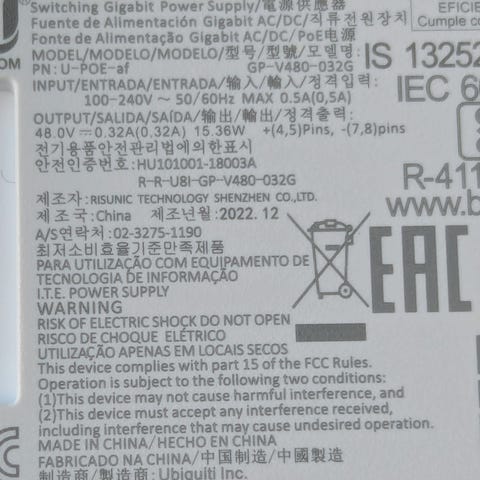 Switching Gigabit Power Supply/電源供應器
Fuente de Alimentación Gigabit AC/DC/직류전원장치
Fonte de Alimentação Gigabit AC/DC/PoE电源
MODEL/MODELO/MODELO/型号/型號/모델명:
PN: U-POE-af GP-V480-032G
INPUT/ENTRADA/ENTRADA/输入/輸入/정격입력:
100-240V~ 50/60Hz MAX 0.5A(0,5A)
OUTPUT/SALIDA/SAÍDA/输出/輸出/정격출력:
48.0V⎓0.32A(0.32A) 15.36W +(4,5)Pins, -(7,8)pins
전기용품안전관리법에의한표시
안전인증번호: HU101001-18003A
R-R-U8I-GP-V480-032G
제조자: RISUNIC TECHNOLOGY SHENZHEN CO.,LTD.
제조국: China 제조년월: 2022. 12
A/S연락처: 02-3275-1190
최저소비효율기준만족제품
PARA UTILIZAÇÃO COM EQUIPAMENTO DE
TECNOLOGIA DE INFORMAÇÃO
I.T.E. POWER SUPPLY
WARNING
RISK OF ELECTRIC SHOCK DO NOT OPEN
RISCO DE CHOQUE ELÉTRICO
UTILIZAÇÃO APENAS EM LOCAIS SECOS
This device complies with part 15 of the FCC Rules.
Operation is subject to the following two conditions:
(1)This device may not cause harmful interference, and
(2)This device must accept any interference received,
including interference that may cause undesired operation.
MADE IN CHINA/HECHO EN CHINA
FABRICADO NA CHINA/中国制造/中國製造
制造商/製造商: Ubiquiti Inc.
EFICIE
Cumple co
IS 13252
IEC 6
R-411
www.b
EAC
OM